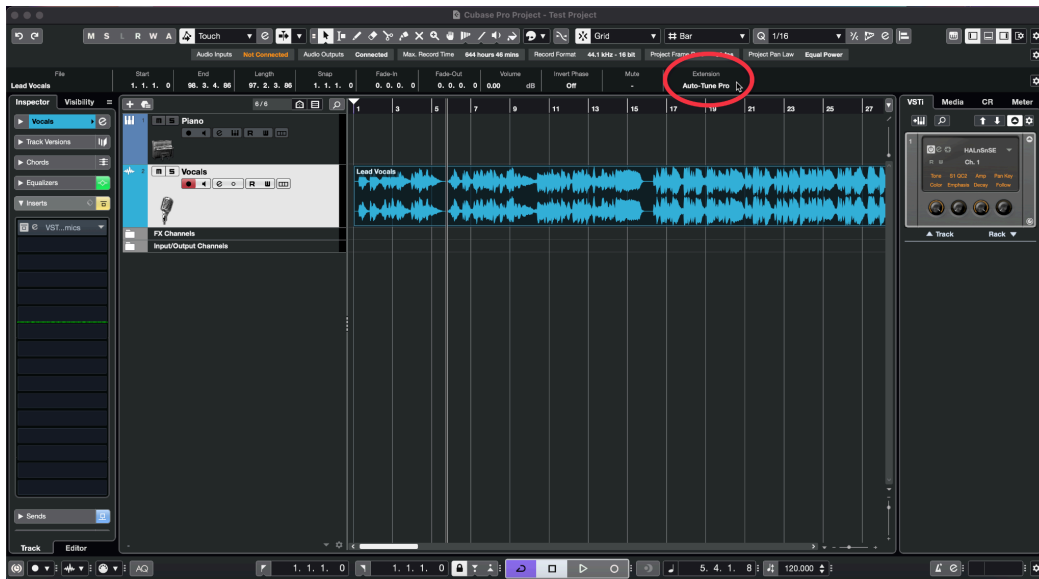 Cubase Pro Project - Test Project
M S L R W A Touch Grid Bar Q 1/16
Audio Inputs Not Connected Audio Outputs Connected Max. Record Time 644 hours 46 mins Record Format 44.1 kHz - 16 bit Project Frame Project Pan Law Equal Power
File Start End Length Snap Fade-In Fade-Out Volume Invert Phase Mute Extension
Lead Vocals 1. 1. 1. 0 98. 3. 4. 86 97. 2. 3. 86 1. 1. 1. 0 0. 0. 0. 0 0. 0. 0. 0 0.00 dB Off - Auto-Tune Pro
Inspector Visibility 6/6 1 3 5 7 9 11 13 15 17 19 21 23 25 27 VSTi Media CR Meter
Vocals 1 m S Piano
R W
Track Versions
Chords
2 m S Vocals Lead Vocals
R W
Equalizers
Inserts
VST...mics
FX Channels
Input/Output Channels
1 HALnSnSE
Ch. 1
Tone S1 QC2 Amp Pan Key
Color Emphasis Decay Follow
Track Rack
Sends
Track Editor
AQ 1. 1. 1. 0 1. 1. 1. 0 5. 4. 1. 8 120.000